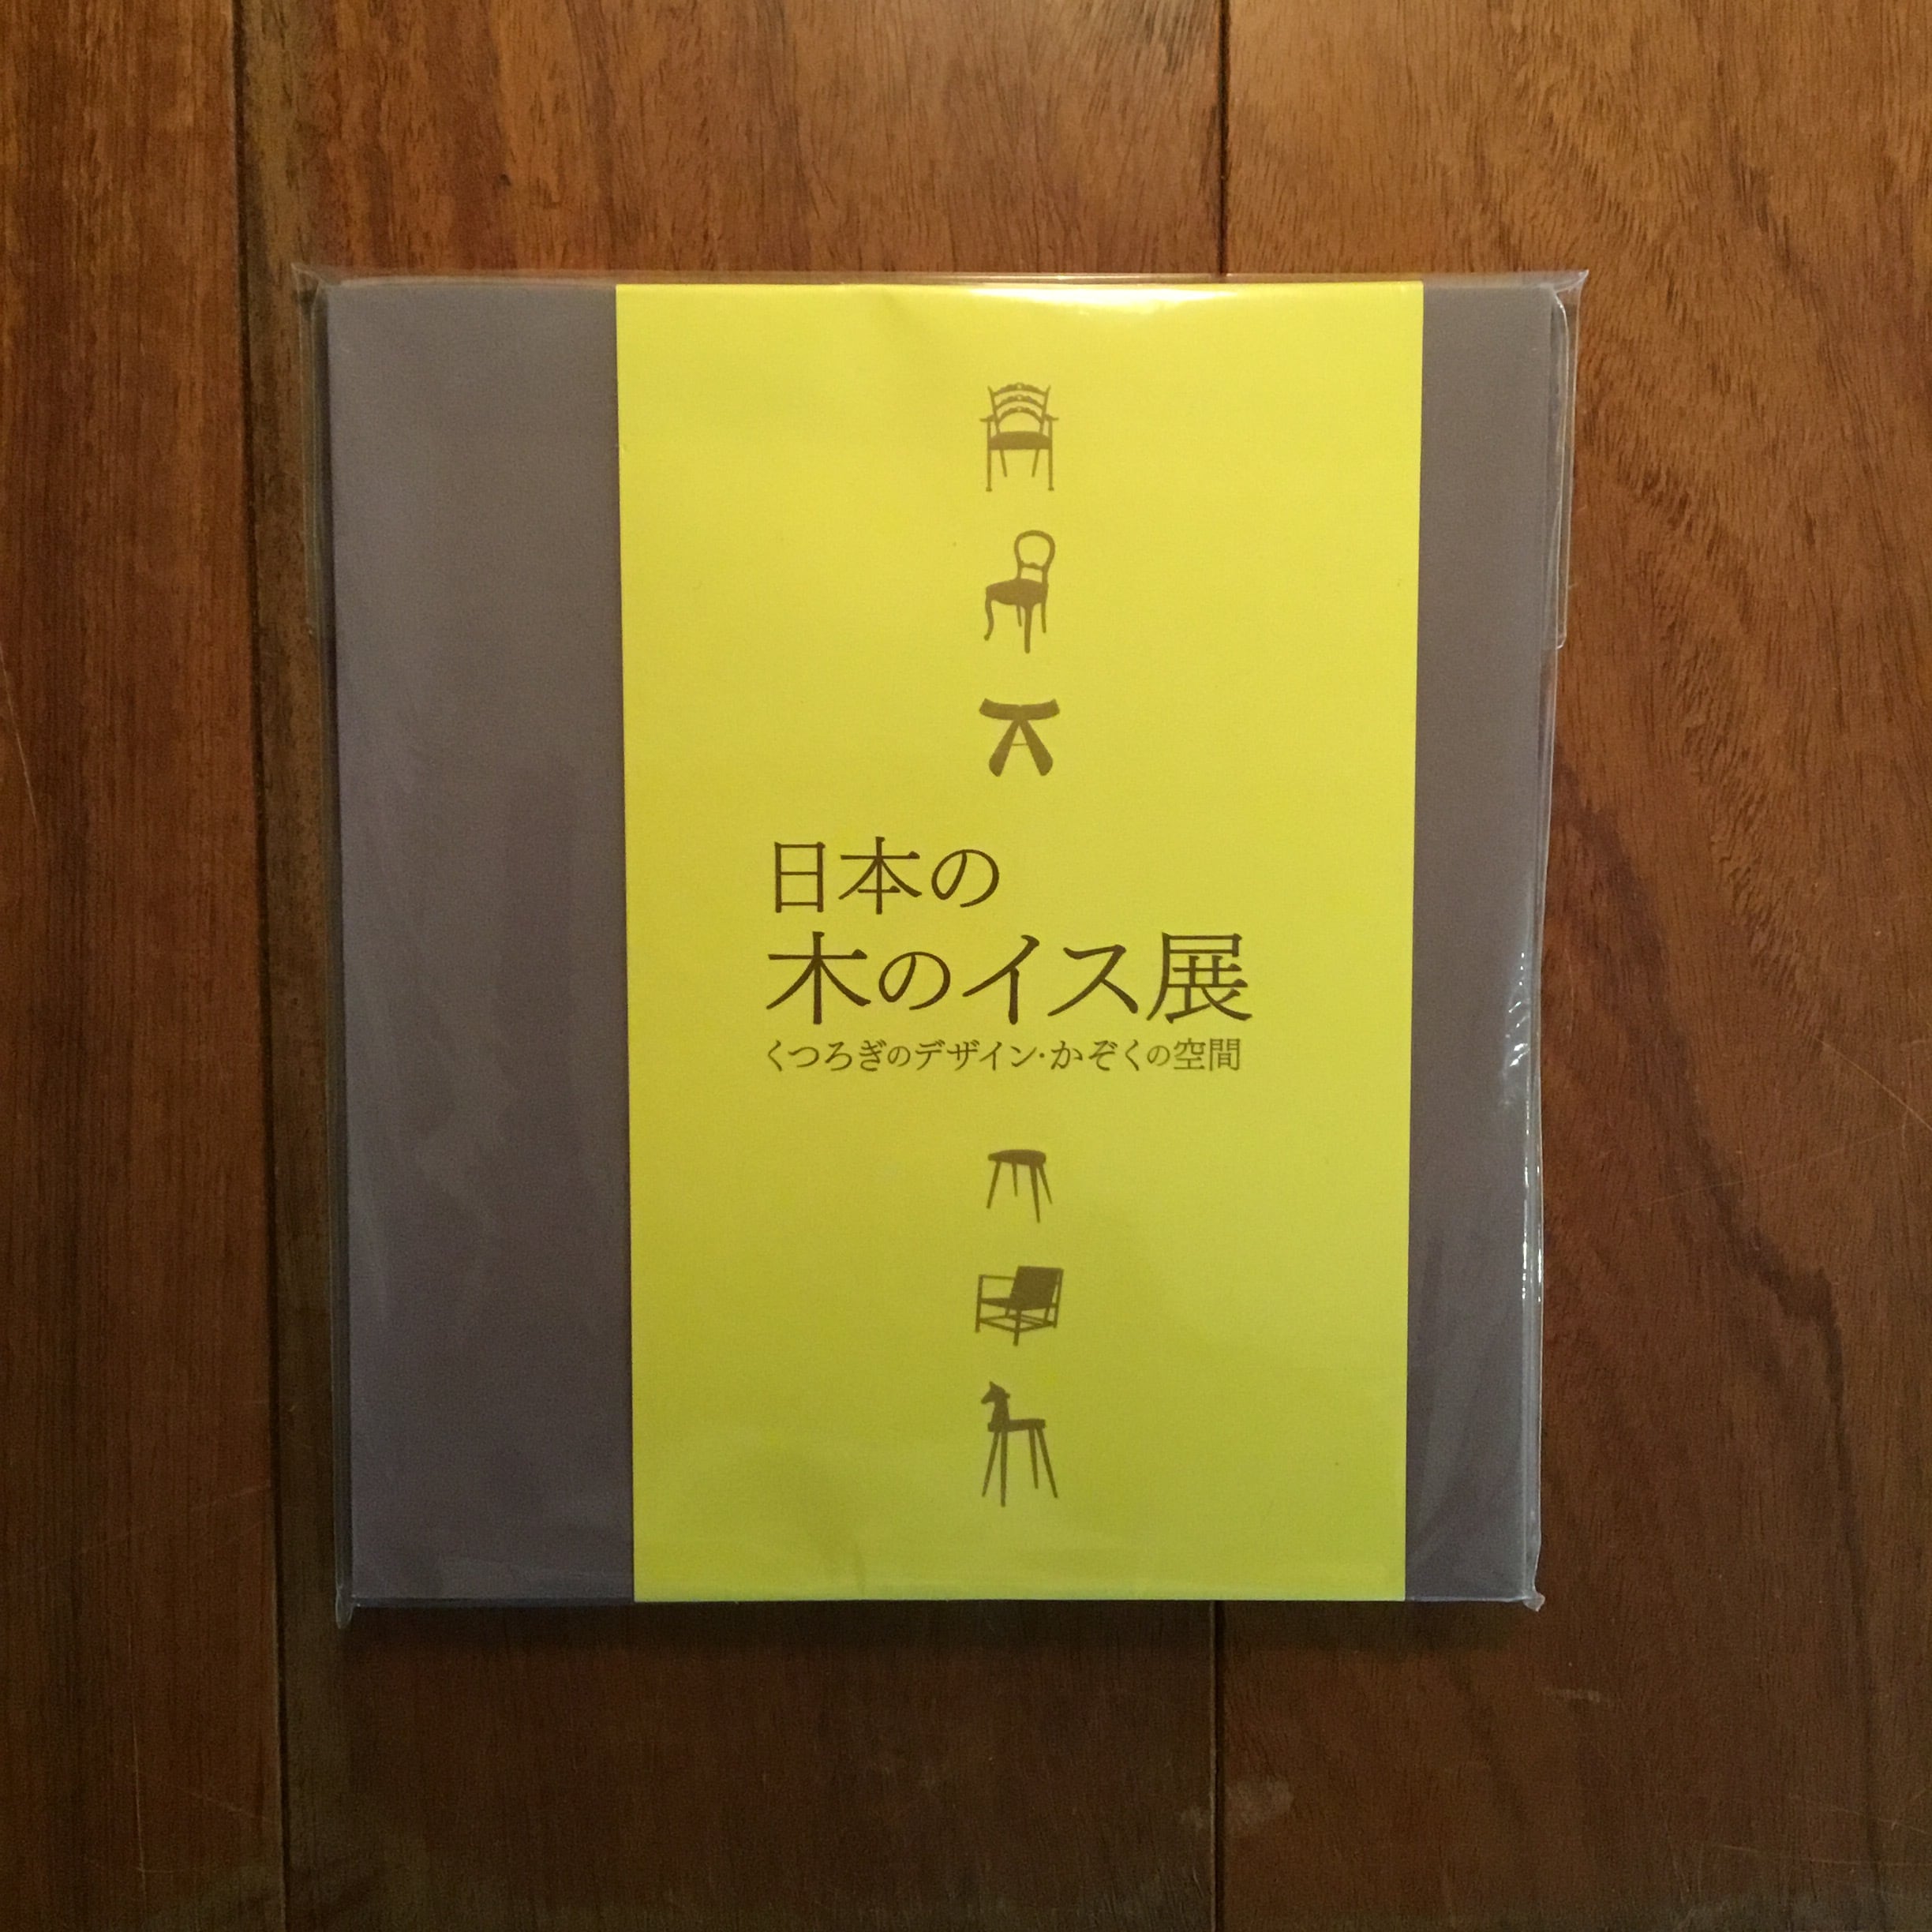 日本の
木のイス展
くつろぎのデザイン・かぞくの空間